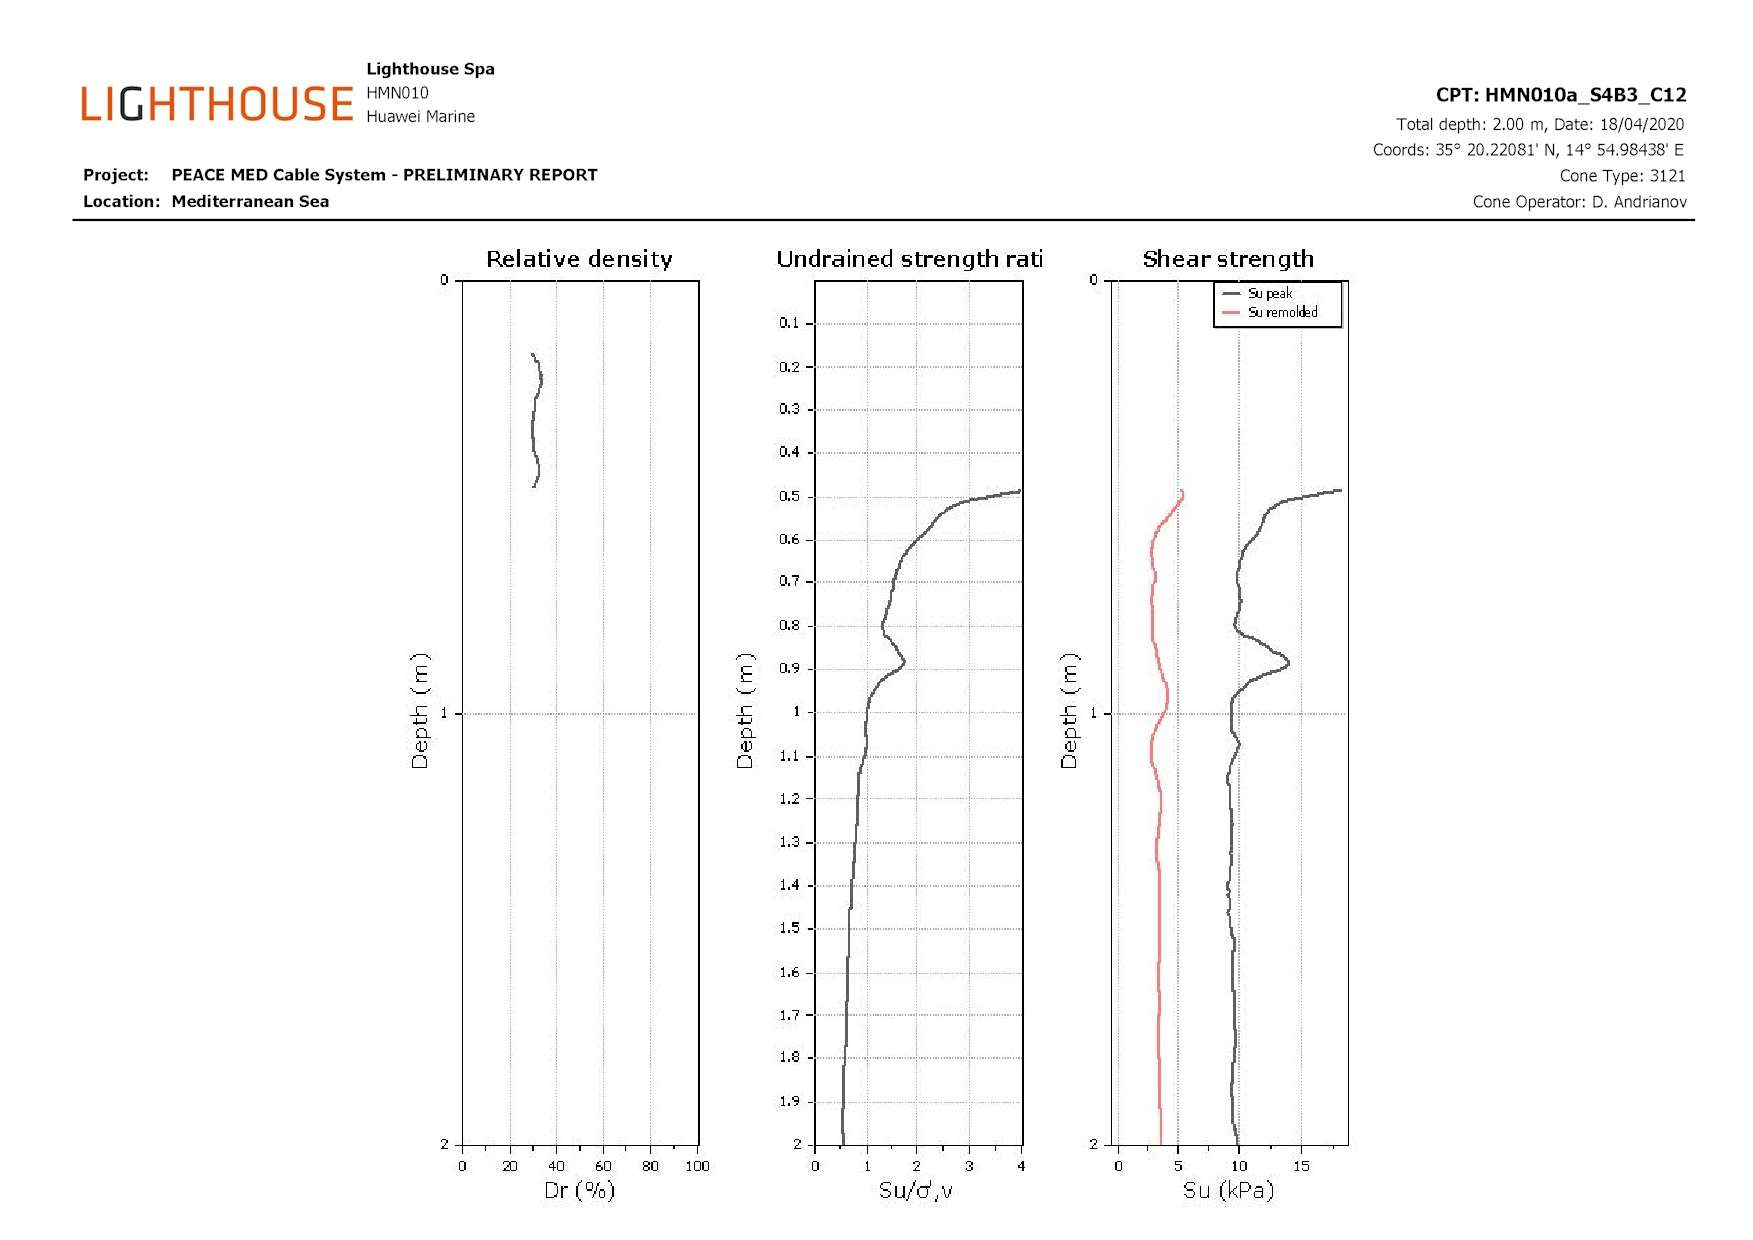 LIGHTHOUSE
Lighthouse Spa
HMN010
Huawei Marine
CPT: HMN010a_S4B3_C12
Total depth: 2.00 m, Date: 18/04/2020
Coords: 35° 20.22081' N, 14° 54.98438' E
Cone Type: 3121
Cone Operator: D. Andrianov
Project: PEACE MED Cable System - PRELIMINARY REPORT
Location: Mediterranean Sea
Relative density
0
1
2
Depth (m)
0 20 40 60 80 100
Dr (%)
Undrained strength rati
0.1
0.2
0.3
0.4
0.5
0.6
0.7
0.8
0.9
1
1.1
1.2
1.3
1.4
1.5
1.6
1.7
1.8
1.9
2
Depth (m)
0 1 2 3 4
Su/σ',v
Shear strength
Su peak
Su remolded
0
1
2
Depth (m)
0 5 10 15
Su (kPa)